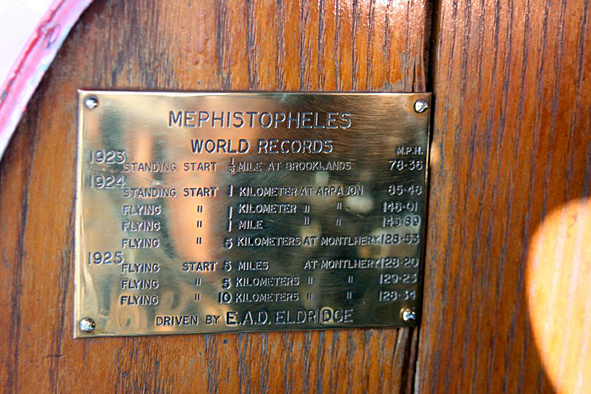 MEPHISTOPHELES
WORLD RECORDS M.P.H.
1923
STANDING START ½ MILE AT BROOKLANDS 78-36
1924
STANDING START 1 KILOMETER AT ARPAJON 85-48
FLYING " 1 KILOMETER " " 146-01
FLYING " 1 MILE " " 145-89
FLYING " 5 KILOMETERS AT MONTLHERY 128-53
1925
FLYING START 5 MILES AT MONTLHERY 128-20
FLYING " 5 KILOMETERS " " 129-23
FLYING " 10 KILOMETERS " " 128-34
DRIVEN BY E.A.D. ELDRIDGE